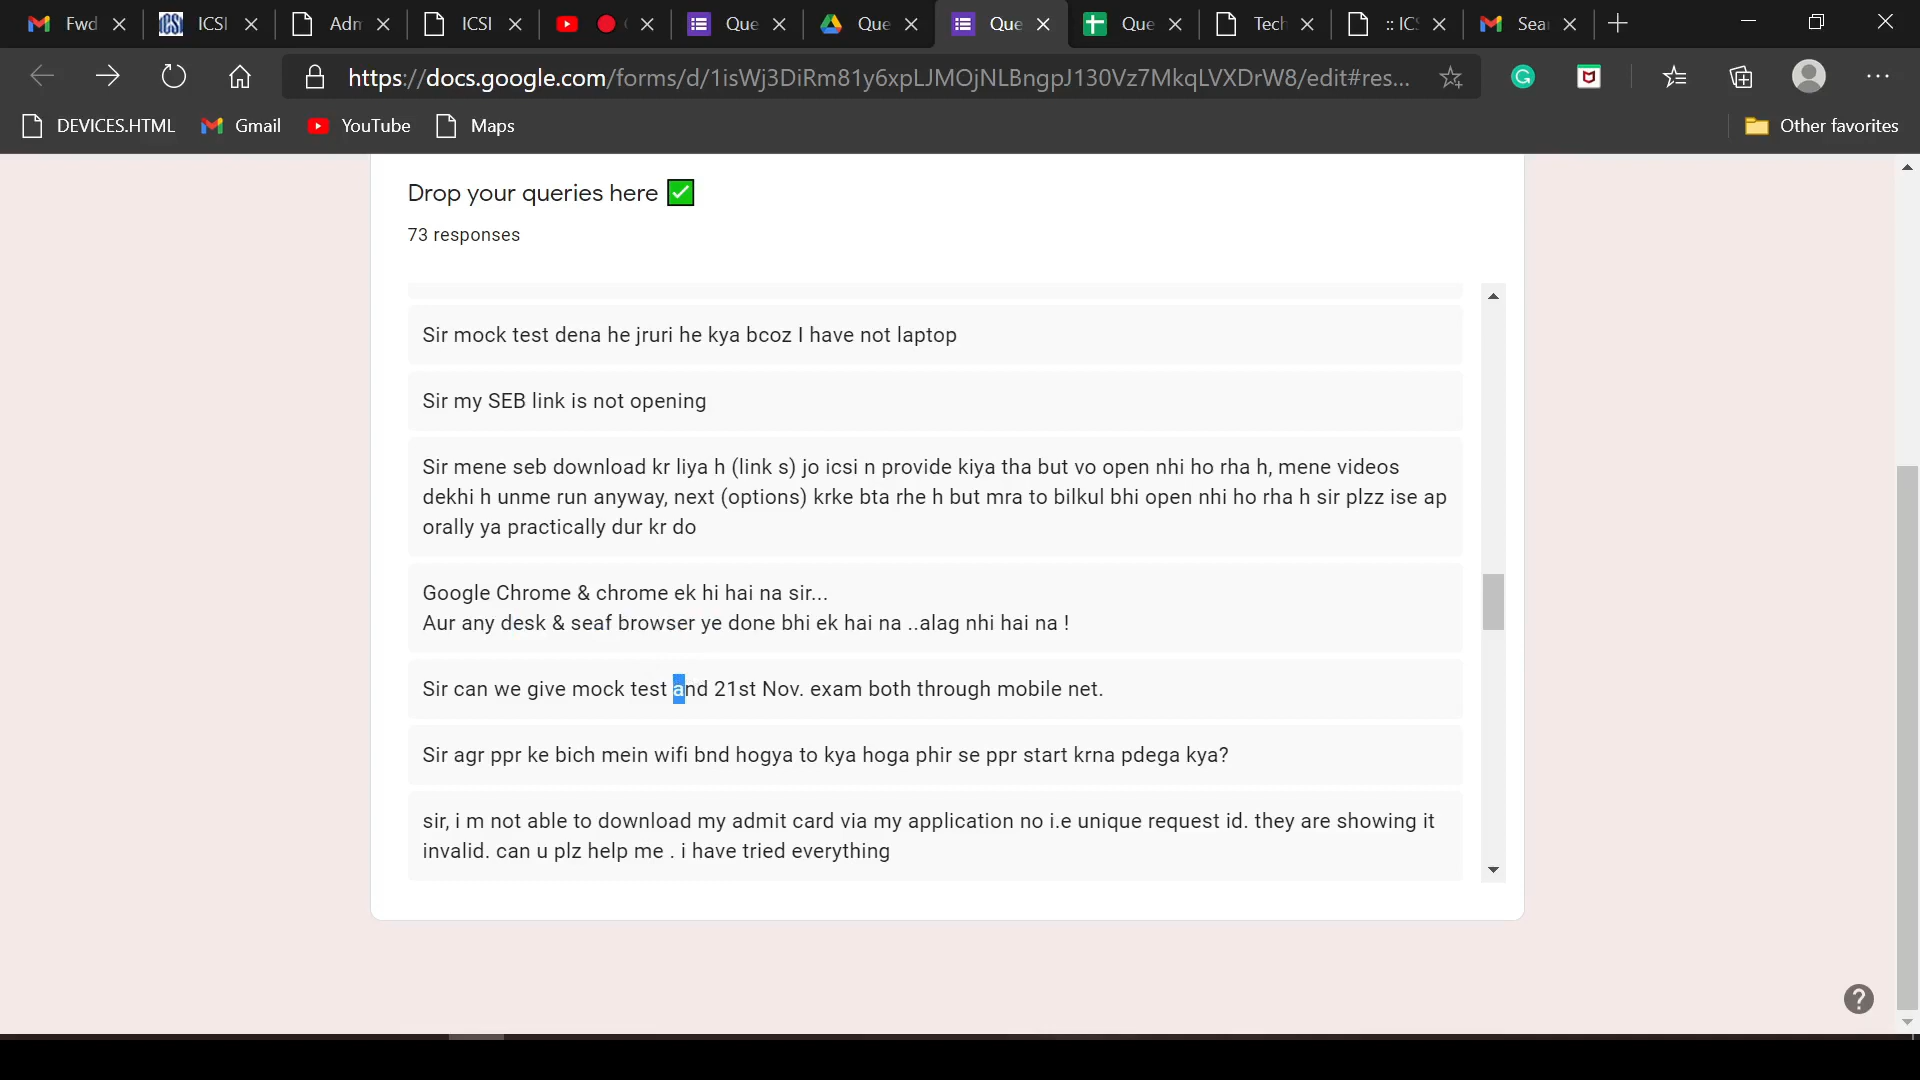 Fwd
ICSI
Adm
ICSI
Que
Que
Que
Que
Tech
:: IC
Sea
https://docs.google.com/forms/d/1isWj3DiRm81y6xpLJMOjNLBngpJ130Vz7MkqLVXDrW8/edit#res...
DEVICES.HTML
Gmail
YouTube
Maps
Other favorites
Drop your queries here ✅
73 responses
Sir mock test dena he jruri he kya bcoz I have not laptop
Sir my SEB link is not opening
Sir mene seb download kr liya h (link s) jo icsi n provide kiya tha but vo open nhi ho rha h, mene videos
dekhi h unme run anyway, next (options) krke bta rhe h but mra to bilkul bhi open nhi ho rha h sir plzz ise ap
orally ya practically dur kr do
Google Chrome & chrome ek hi hai na sir...
Aur any desk & seaf browser ye done bhi ek hai na ..alag nhi hai na !
Sir can we give mock test and 21st Nov. exam both through mobile net.
Sir agr ppr ke bich mein wifi bnd hogya to kya hoga phir se ppr start krna pdega kya?
sir, i m not able to download my admit card via my application no i.e unique request id. they are showing it
invalid. can u plz help me . i have tried everything